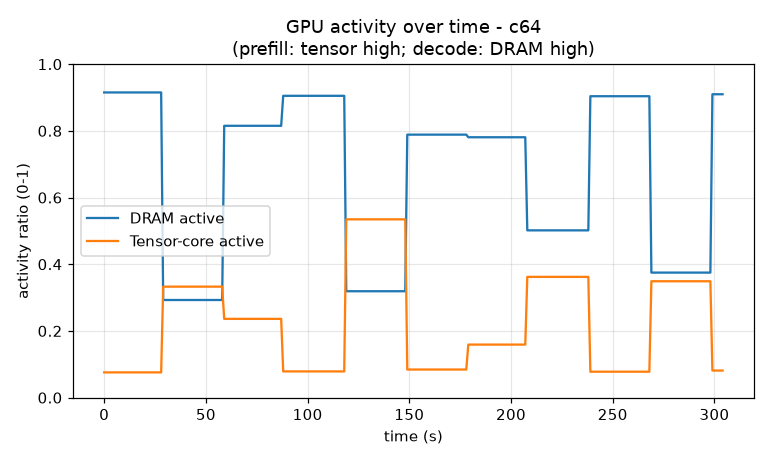 GPU activity over time - c64
(prefill: tensor high; decode: DRAM high)
1.0
0.8
0.6
0.4
0.2
0.0
activity ratio (0-1)
DRAM active
Tensor-core active
0
50
100
150
200
250
300
time (s)